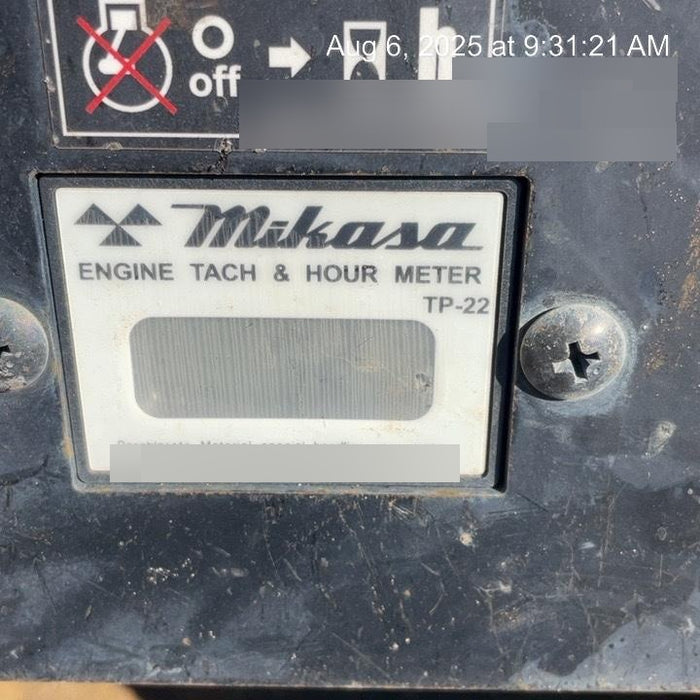 Aug 6, 2025 at 9:31:21 AM
O
off
h
Mikasa
ENGINE TACH & HOUR METER
TP-22